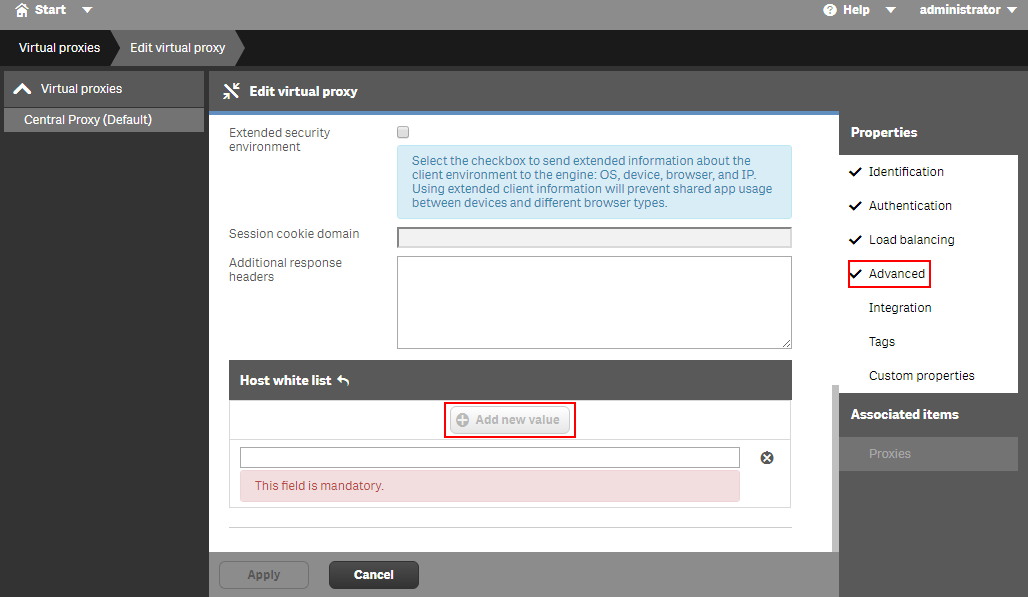 Start
Help
administrator
Virtual proxies
Edit virtual proxy
Virtual proxies
Central Proxy (Default)
Edit virtual proxy
Extended security
environment
Select the checkbox to send extended information about the
client environment to the engine: OS, device, browser, and IP.
Using extended client information will prevent shared app usage
between devices and different browser types.
Session cookie domain
Additional response
headers
Host white list
Add new value
This field is mandatory.
Apply
Cancel
Properties
Identification
Authentication
Load balancing
Advanced
Integration
Tags
Custom properties
Associated items
Proxies